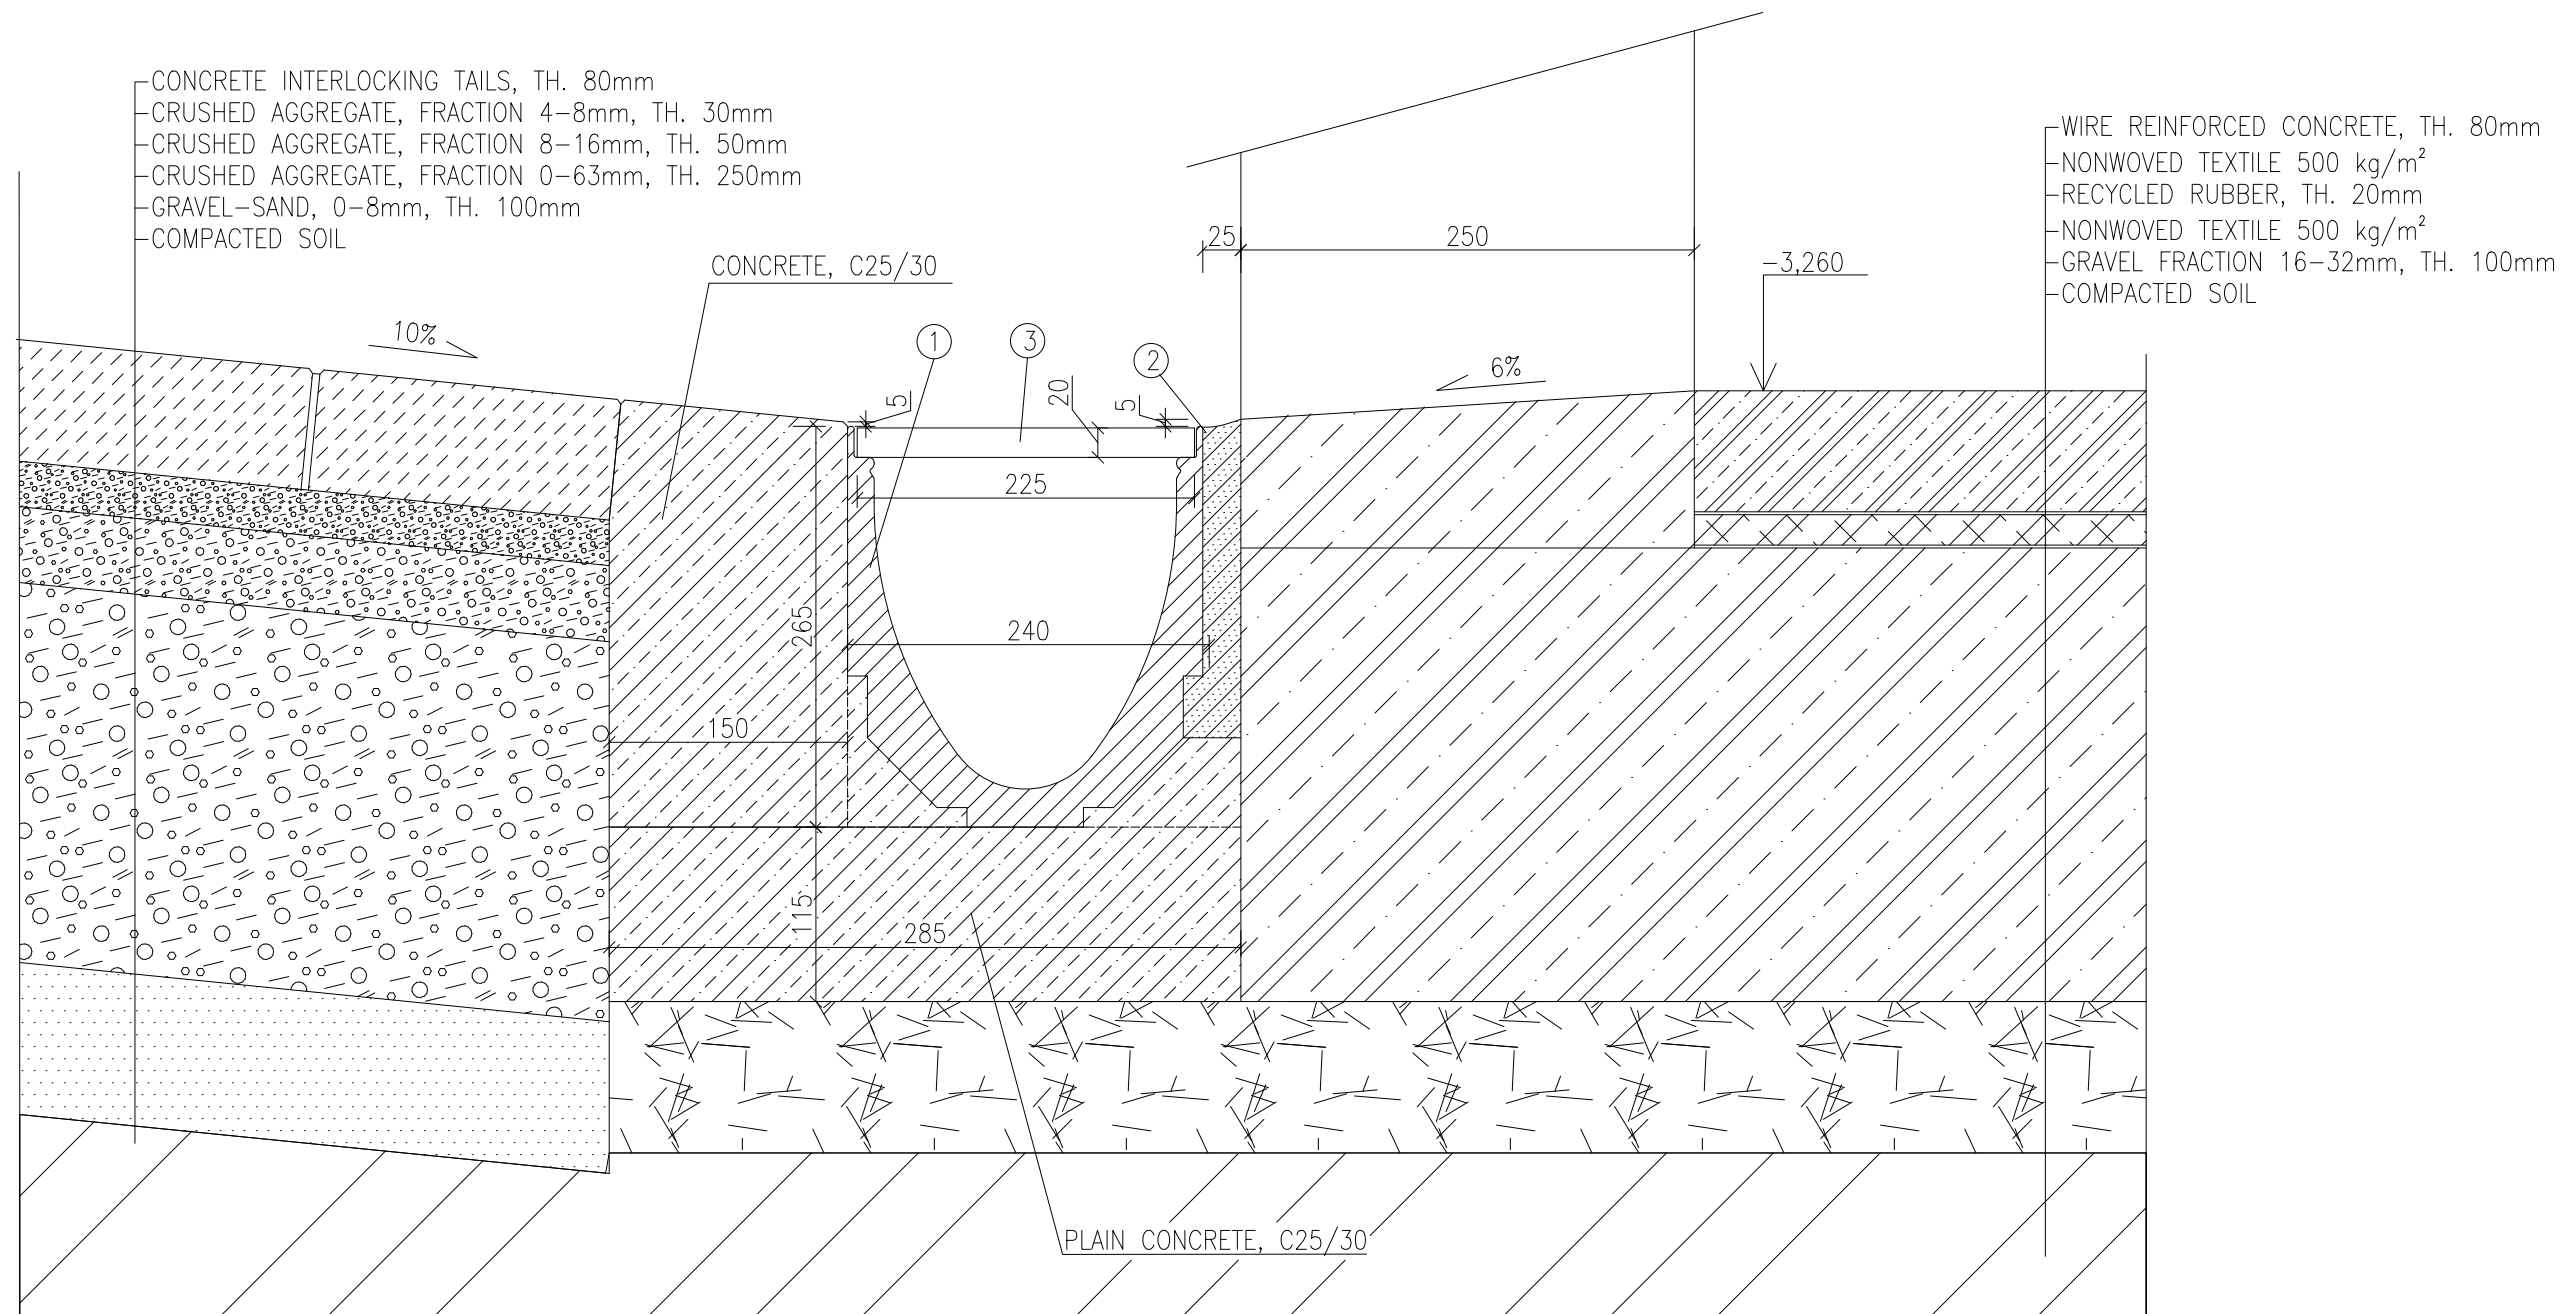 CONCRETE INTERLOCKING TAILS, TH. 80mm
CRUSHED AGGREGATE, FRACTION 4-8mm, TH. 30mm
CRUSHED AGGREGATE, FRACTION 8-16mm, TH. 50mm
CRUSHED AGGREGATE, FRACTION 0-63mm, TH. 250mm
GRAVEL-SAND, 0-8mm, TH. 100mm
COMPACTED SOIL
WIRE REINFORCED CONCRETE, TH. 80mm
NONWOVED TEXTILE 500 kg/m²
RECYCLED RUBBER, TH. 20mm
NONWOVED TEXTILE 500 kg/m²
GRAVEL FRACTION 16-32mm, TH. 100mm
COMPACTED SOIL
CONCRETE, C25/30
25
250
-3,260
10%
1
3
2
6%
5
20
5
225
265
240
150
115
285
PLAIN CONCRETE, C25/30